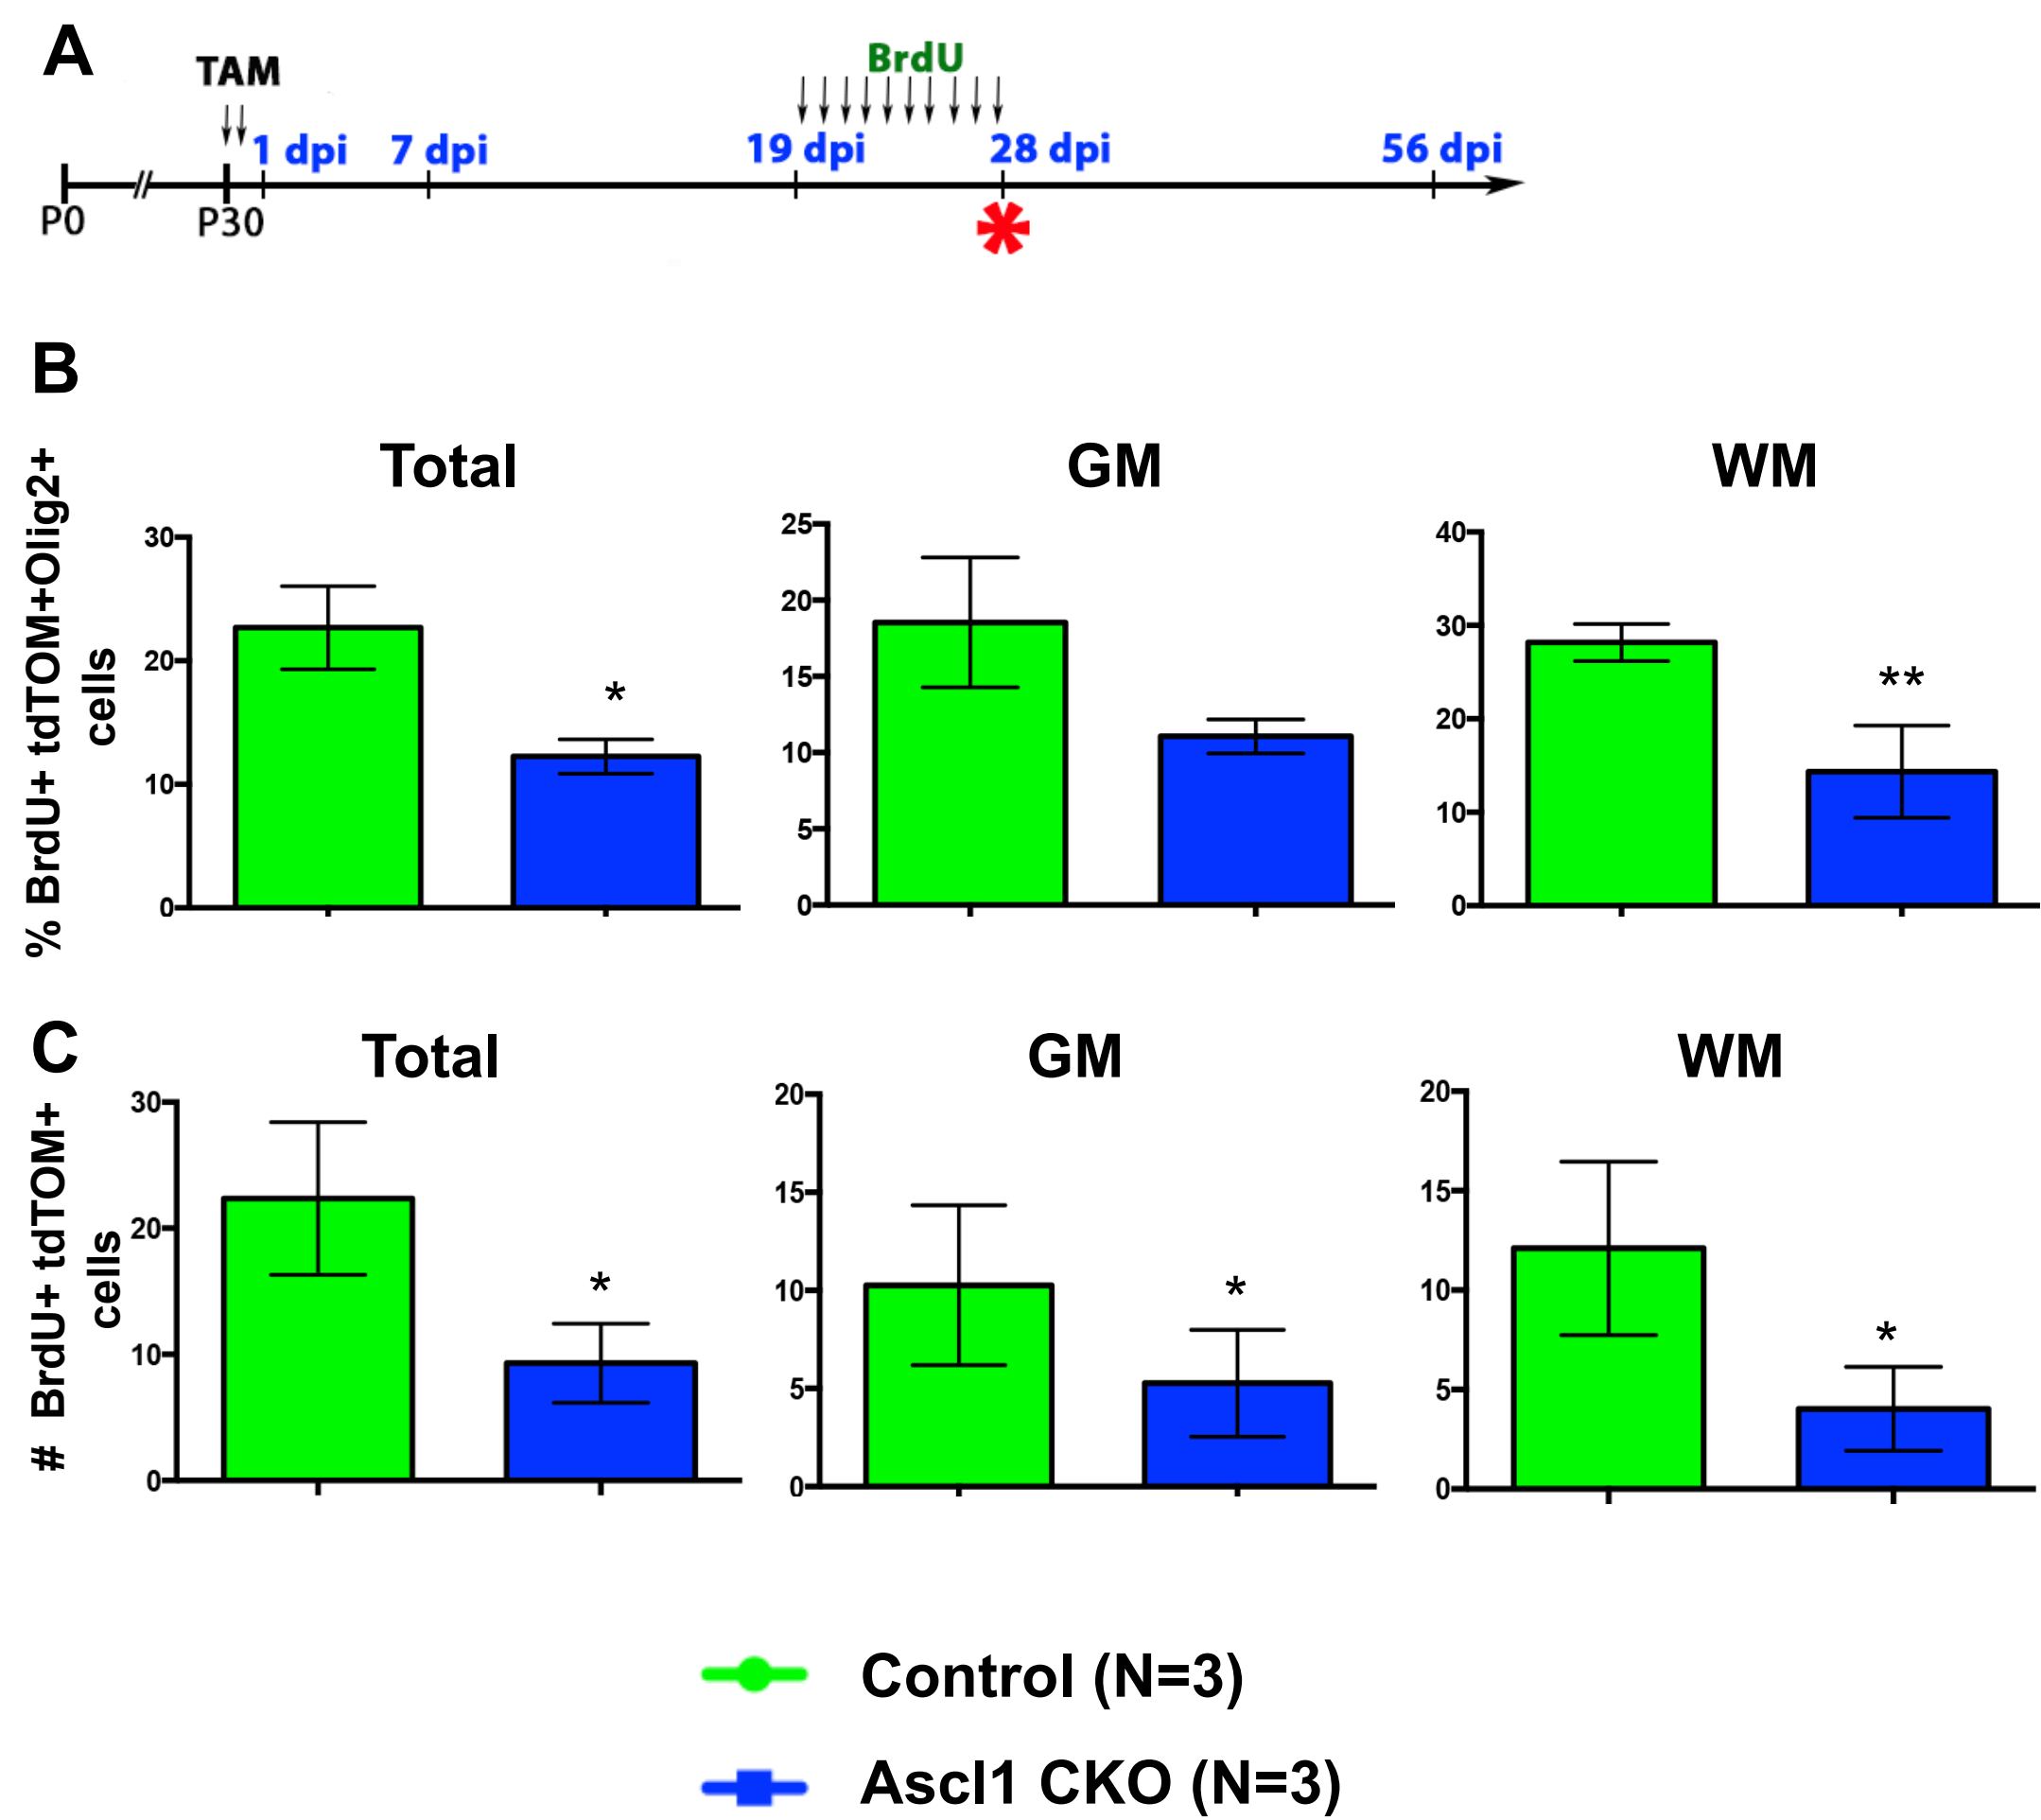 A
TAM
BrdU
1 dpi 7 dpi 19 dpi 28 dpi 56 dpi
P0 P30
*
B
% BrdU+ tdTOM+Olig2+
cells
Total
30
20
10
0
*
GM
25
20
15
10
5
0
WM
40
30
20
10
0
**
C
# BrdU+ tdTOM+
cells
Total
30
20
10
0
*
GM
20
15
10
5
0
*
WM
20
15
10
5
0
*
Control (N=3)
Ascl1 CKO (N=3)